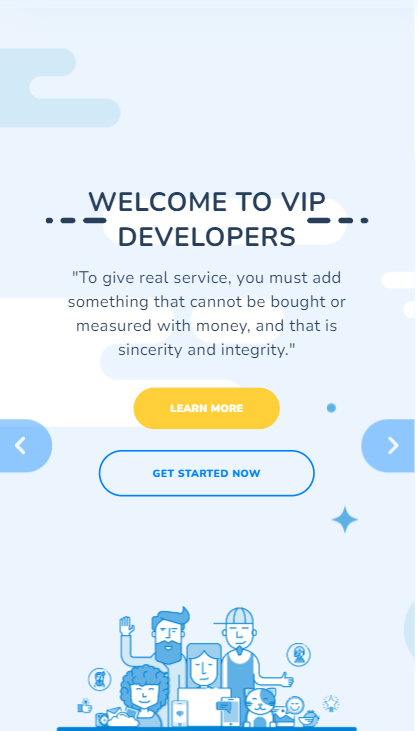 WELCOME TO VIP
DEVELOPERS
"To give real service, you must add
something that cannot be bought or
measured with money, and that is
sincerity and integrity."
LEARN MORE
GET STARTED NOW